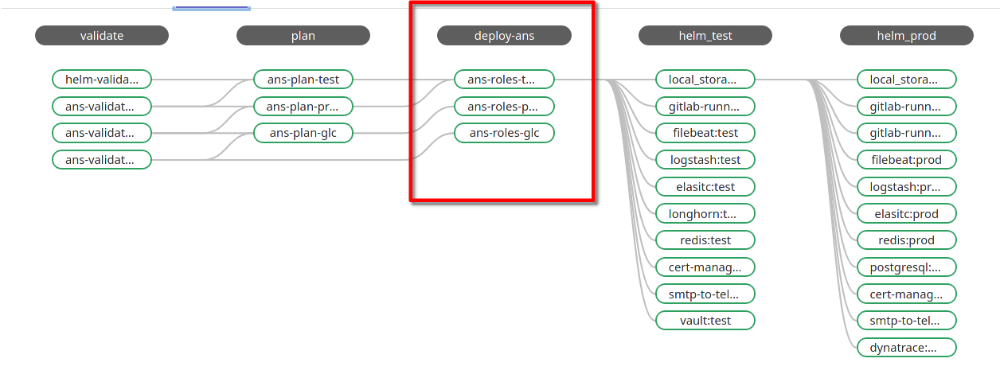 validate
helm-valida...
ans-validat...
ans-validat...
ans-validat...
plan
ans-plan-test
ans-plan-pr...
ans-plan-glc
deploy-ans
ans-roles-t...
ans-roles-p...
ans-roles-glc
helm_test
local_stora...
gitlab-runn...
filebeat:test
logstash:test
elasitc:test
longhorn:t...
redis:test
cert-manag...
smtp-to-tel...
vault:test
helm_prod
local_stora...
gitlab-runn...
gitlab-runn...
filebeat:prod
logstash:pr...
elasitc:prod
redis:prod
postgresql:...
cert-manag...
smtp-to-tel...
dynatrace:...